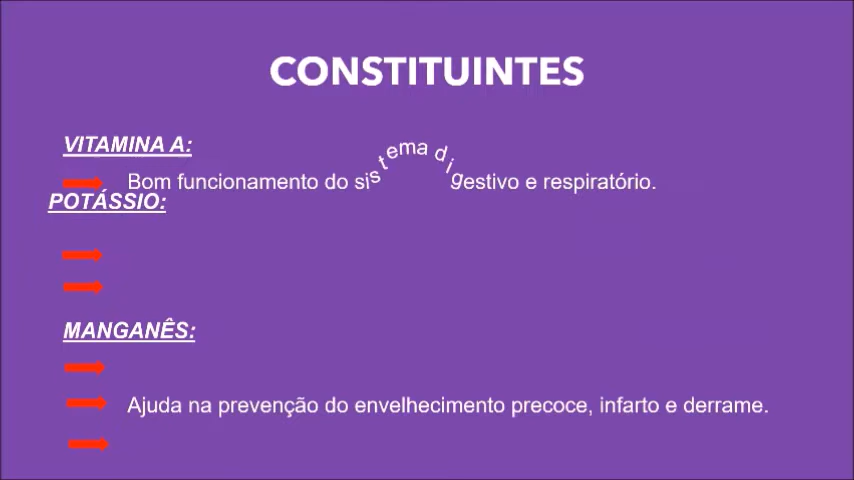 CONSTITUINTES
VITAMINA A:
Bom funcionamento do sistema digestivo e respiratório.
POTÁSSIO:
MANGANÊS:
Ajuda na prevenção do envelhecimento precoce, infarto e derrame.